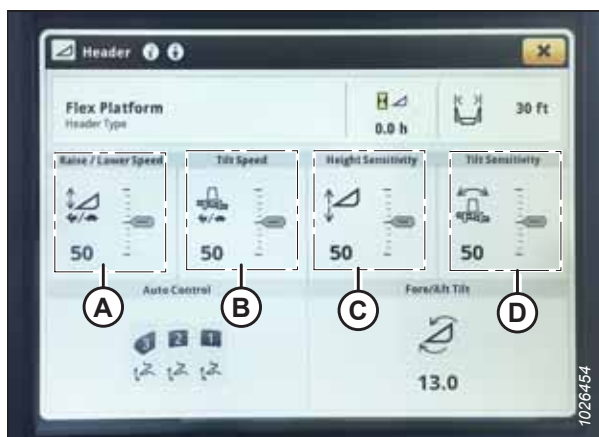 Header
Flex Platform
Header Type
0.0 h
30 ft
Raise / Lower Speed
Tilt Speed
Height Sensitivity
Tilt Sensitivity
50
50
50
50
A
B
C
D
Auto Control
Fore/Aft Tilt
3 2 1
13.0
1026454